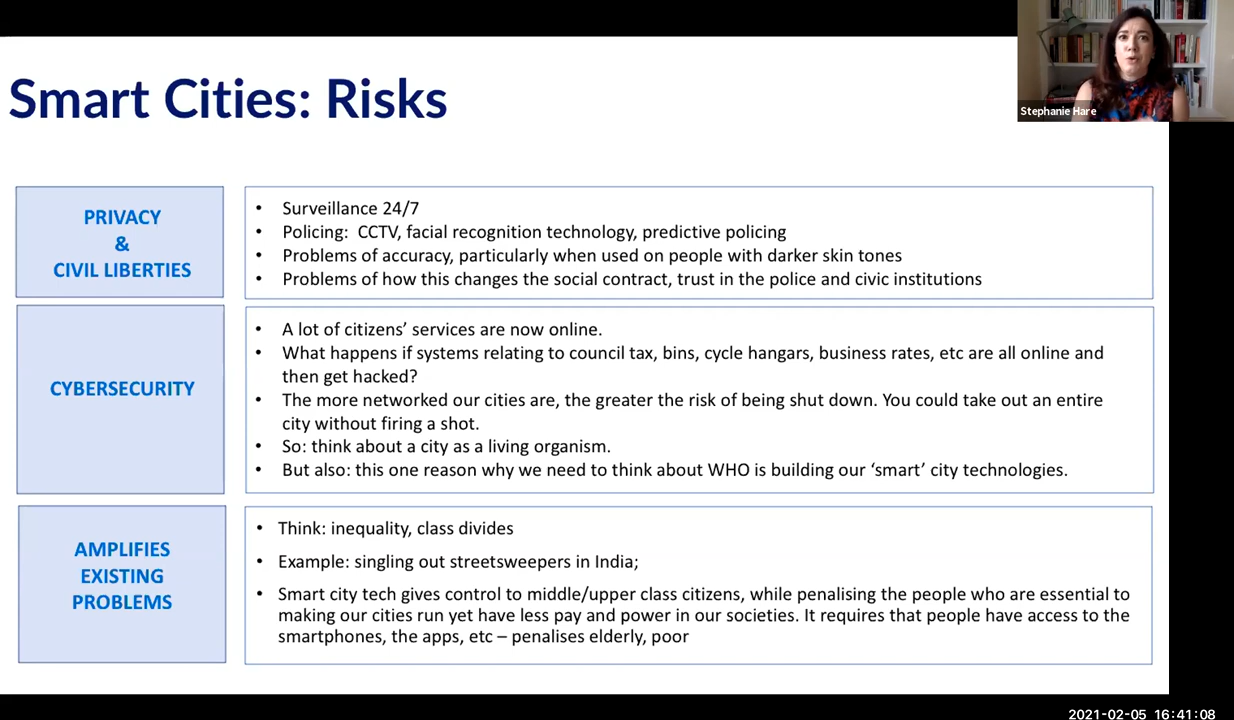 Smart Cities: Risks
Stephanie Hare
PRIVACY
&
CIVIL LIBERTIES
• Surveillance 24/7
• Policing: CCTV, facial recognition technology, predictive policing
• Problems of accuracy, particularly when used on people with darker skin tones
• Problems of how this changes the social contract, trust in the police and civic institutions
CYBERSECURITY
• A lot of citizens’ services are now online.
• What happens if systems relating to council tax, bins, cycle hangars, business rates, etc are all online and
then get hacked?
• The more networked our cities are, the greater the risk of being shut down. You could take out an entire
city without firing a shot.
• So: think about a city as a living organism.
• But also: this one reason why we need to think about WHO is building our ‘smart’ city technologies.
AMPLIFIES
EXISTING
PROBLEMS
• Think: inequality, class divides
• Example: singling out streetsweepers in India;
• Smart city tech gives control to middle/upper class citizens, while penalising the people who are essential to
making our cities run yet have less pay and power in our societies. It requires that people have access to the
smartphones, the apps, etc – penalises elderly, poor
2021-02-05 16:41:08